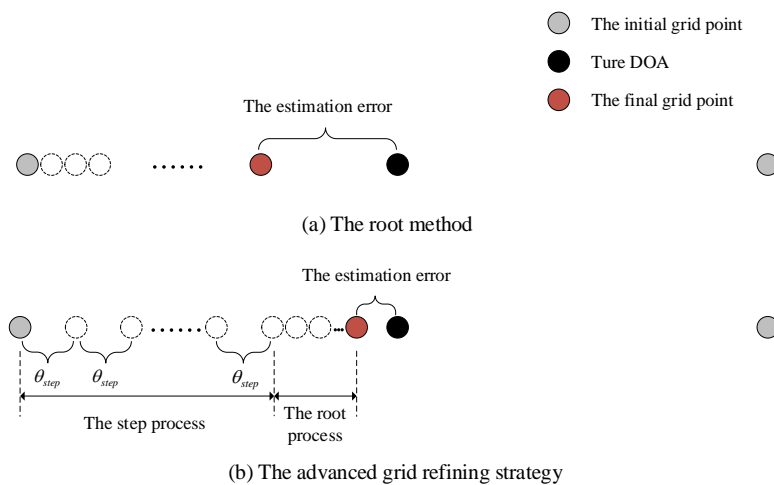 The initial grid point
Ture DOA
The final grid point
The estimation error
......
(a) The root method
The estimation error
...... ...
θstep θstep θstep
The step process
The root
process
(b) The advanced grid refining strategy